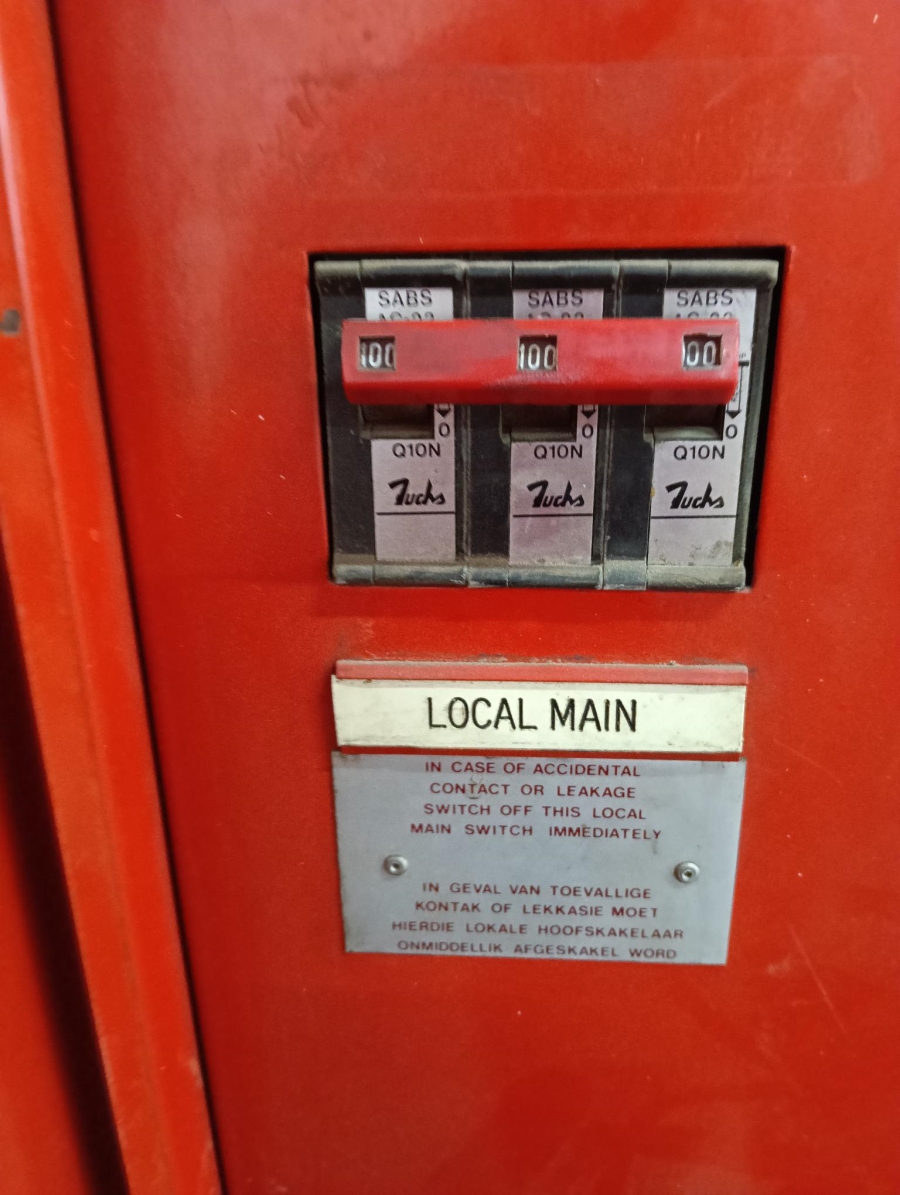 SABS SABS SABS
100 100 100
0 0 0
Q10N Q10N Q10N
Fuchs Fuchs Fuchs
LOCAL MAIN
IN CASE OF ACCIDENTAL
CONTACT OR LEAKAGE
SWITCH OFF THIS LOCAL
MAIN SWITCH IMMEDIATELY
IN GEVAL VAN TOEVALLIGE
KONTAK OF LEKKASIE MOET
HIERDIE LOKALE HOOFSKAKELAAR
ONMIDDELLIK AFGESKAKEL WORD